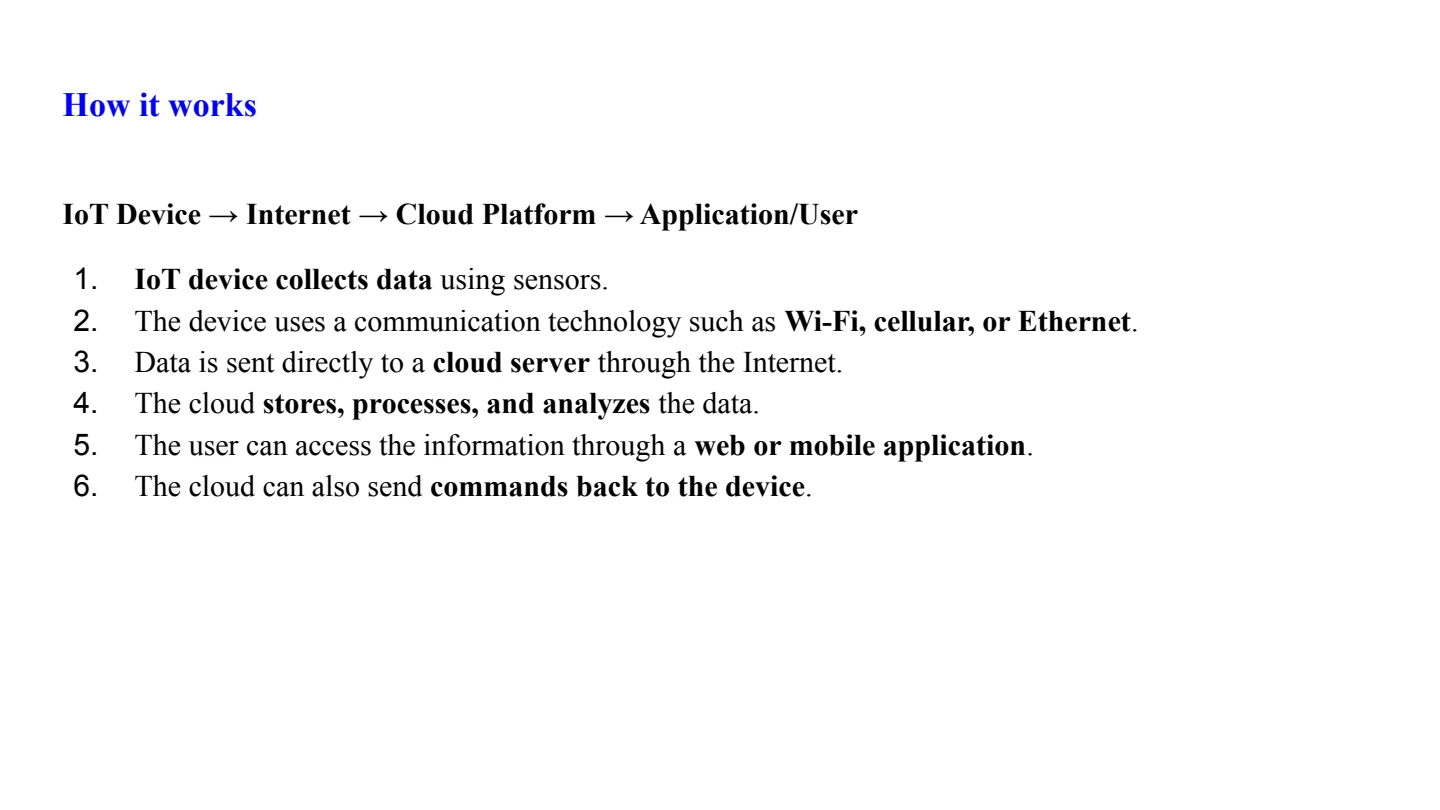 How it works
IoT Device → Internet → Cloud Platform → Application/User
1. IoT device collects data using sensors.
2. The device uses a communication technology such as Wi-Fi, cellular, or Ethernet.
3. Data is sent directly to a cloud server through the Internet.
4. The cloud stores, processes, and analyzes the data.
5. The user can access the information through a web or mobile application.
6. The cloud can also send commands back to the device.